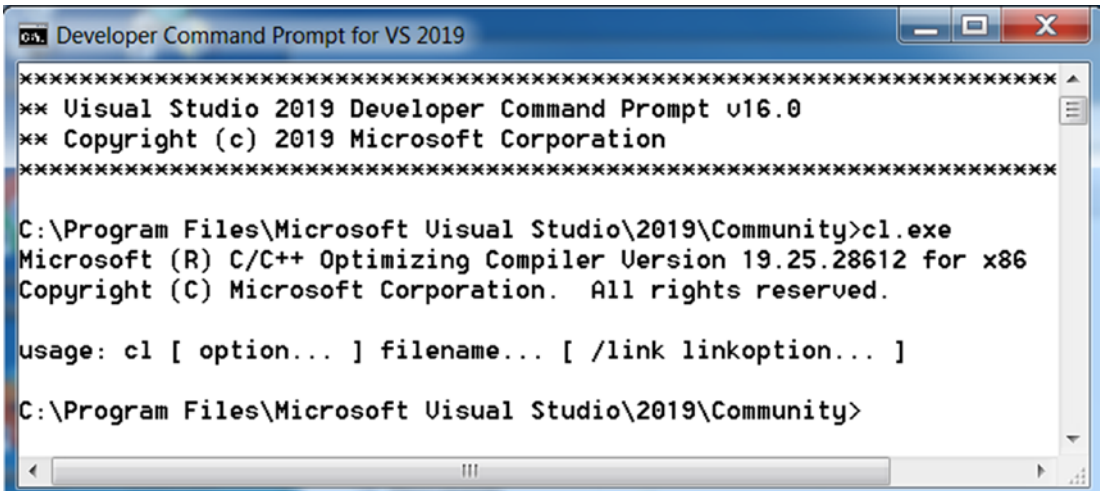 C:\. Developer Command Prompt for VS 2019
*********************************************************************
** Visual Studio 2019 Developer Command Prompt v16.0
** Copyright (c) 2019 Microsoft Corporation
*********************************************************************
C:\Program Files\Microsoft Visual Studio\2019\Community>cl.exe
Microsoft (R) C/C++ Optimizing Compiler Version 19.25.28612 for x86
Copyright (C) Microsoft Corporation.  All rights reserved.
usage: cl [ option... ] filename... [ /link linkoption... ]
C:\Program Files\Microsoft Visual Studio\2019\Community>